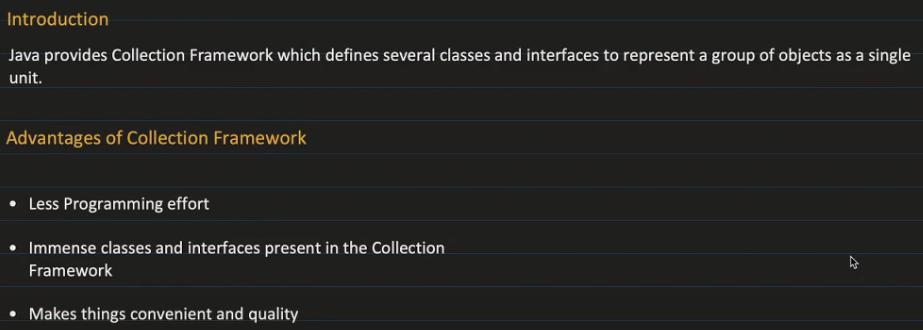 Introduction
Java provides Collection Framework which defines several classes and interfaces to represent a group of objects as a single
unit.
Advantages of Collection Framework
• Less Programming effort
• Immense classes and interfaces present in the Collection
Framework
• Makes things convenient and quality